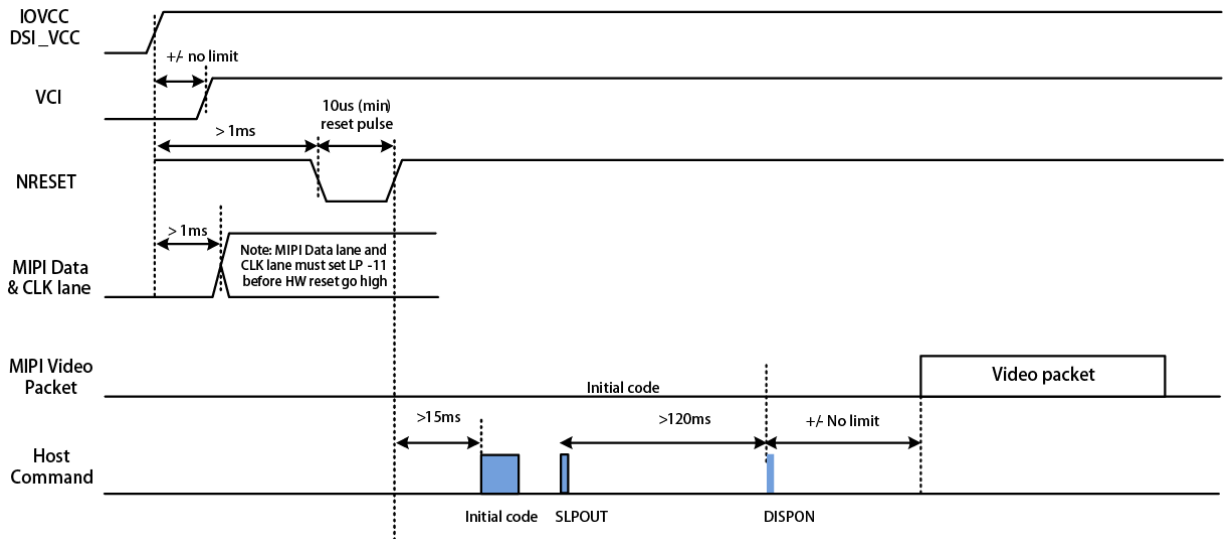 IOVCC
DSI_VCC
+/- no limit
VCI
10us (min)
reset pulse
> 1ms
NRESET
> 1ms
Note: MIPI Data lane and
CLK lane must set LP -11
before HW reset go high
MIPI Data
& CLK lane
MIPI Video
Packet
Initial code
Video packet
>15ms
>120ms
+/- No limit
Host
Command
Initial code
SLPOUT
DISPON